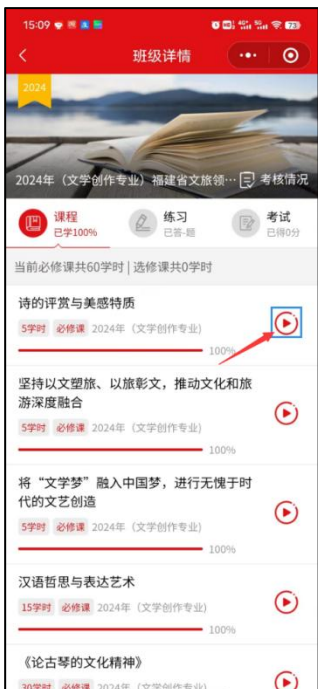 15:09
73
班级详情
2024
2024年（文学创作专业）福建省文旅领…
考核情况
课程
已学100%
练习
已答-题
考试
已得0分
当前必修课共60学时 | 选修课共0学时
诗的评赏与美感特质
5学时 必修课 2024年（文学创作专业）
100%
坚持以文塑旅、以旅彰文，推动文化和旅
游深度融合
5学时 必修课 2024年（文学创作专业）
100%
将“文学梦”融入中国梦，进行无愧于时
代的文艺创造
5学时 必修课 2024年（文学创作专业）
100%
汉语哲思与表达艺术
15学时 必修课 2024年（文学创作专业）
100%
《论古琴的文化精神》
30学时 必修课 2024年（文学创作专业）